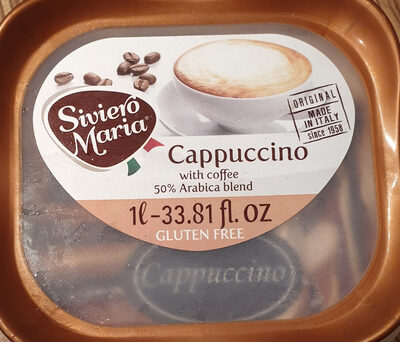 Siviero
Maria®
ORIGINAL
MADE
IN ITALY
since 1958
Cappuccino
with coffee
50% Arabica blend
1l-33.81 fl. oz
GLUTEN FREE
Cappuccino